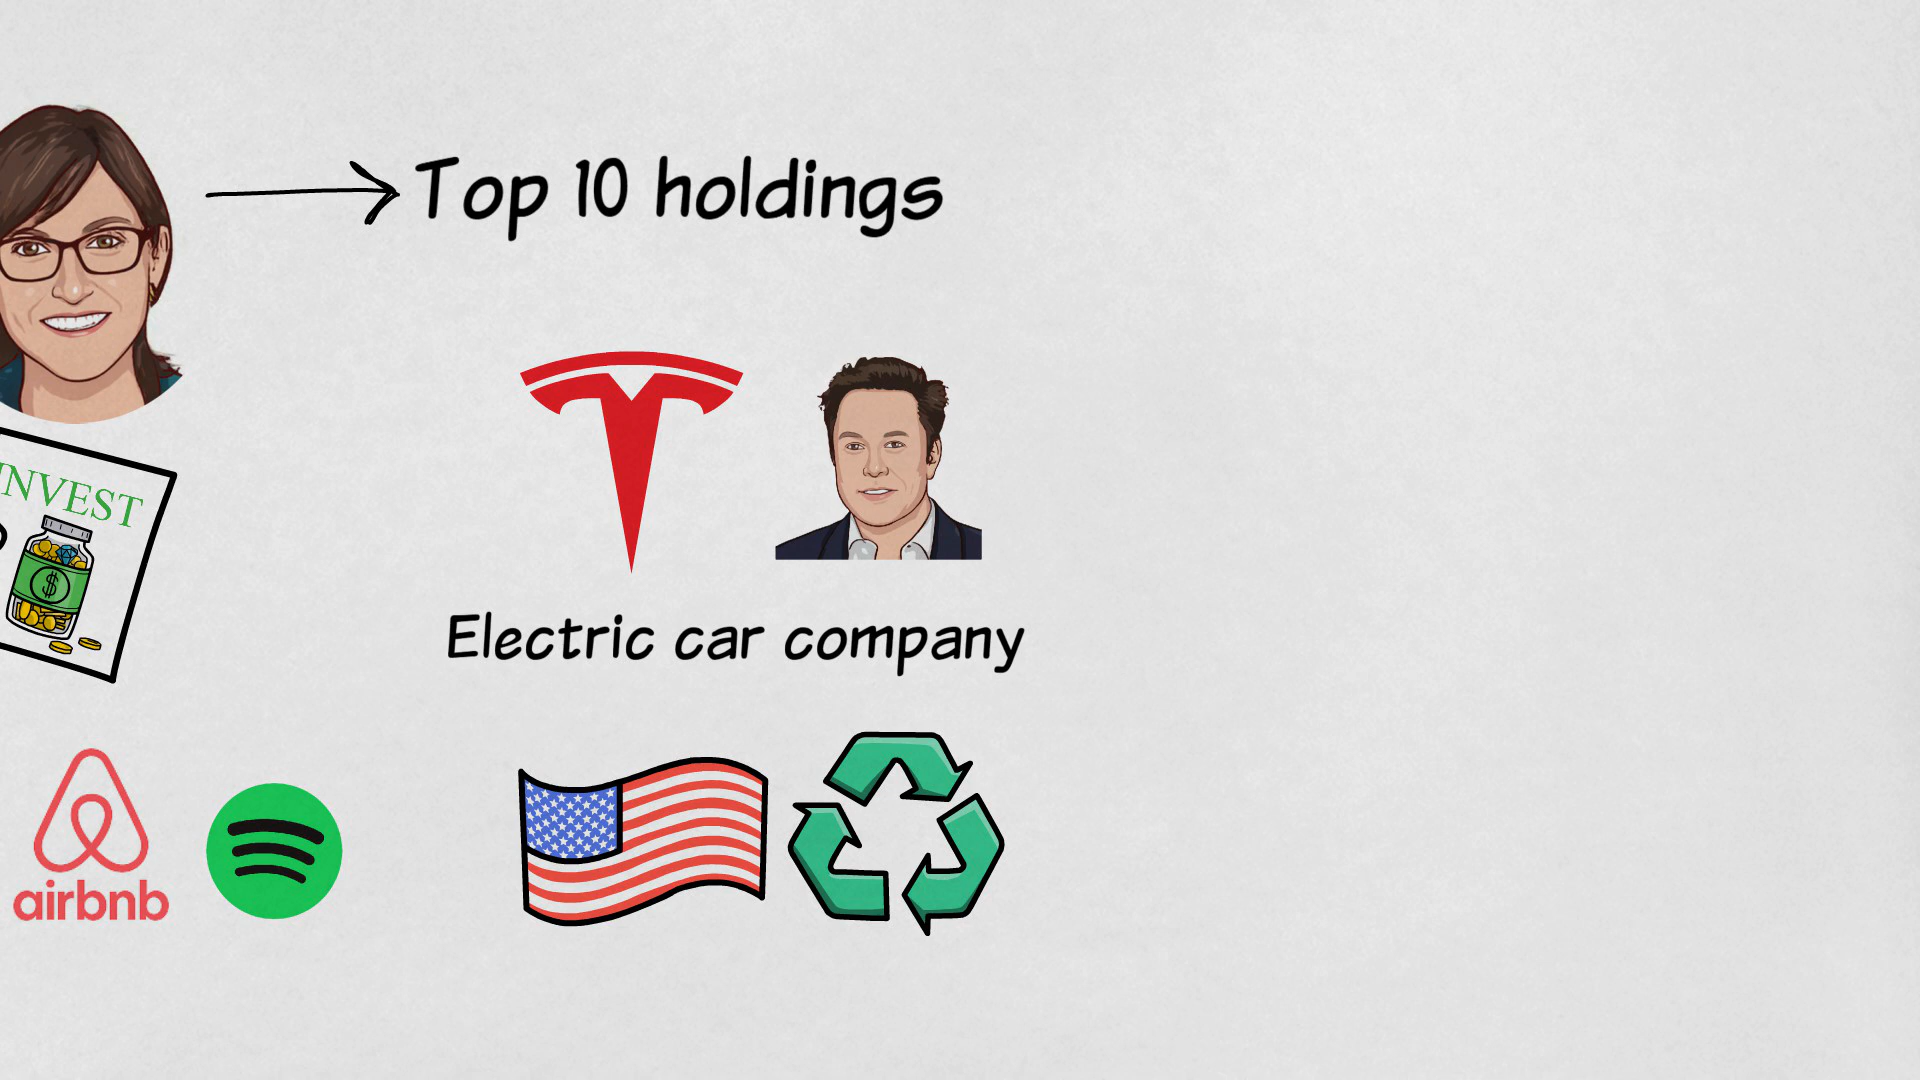 Top 10 holdings
INVEST
$
Electric car company
airbnb